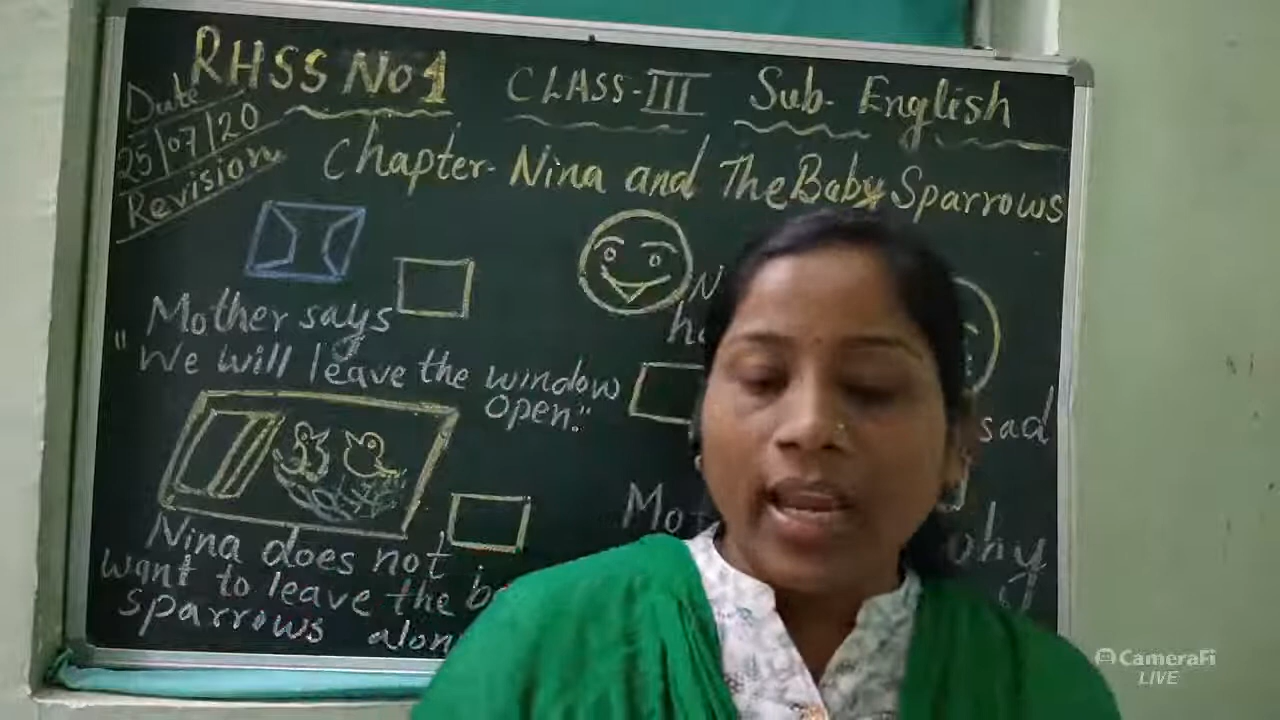 RHSS No 1 CLASS-III Sub- English
Date
25/07/20
Revision
Chapter- Nina and The Baby Sparrows
Mother says
"We will leave the window
open."
sad
Nina does not
want to leave the
sparrows
why
CameraFi
LIVE